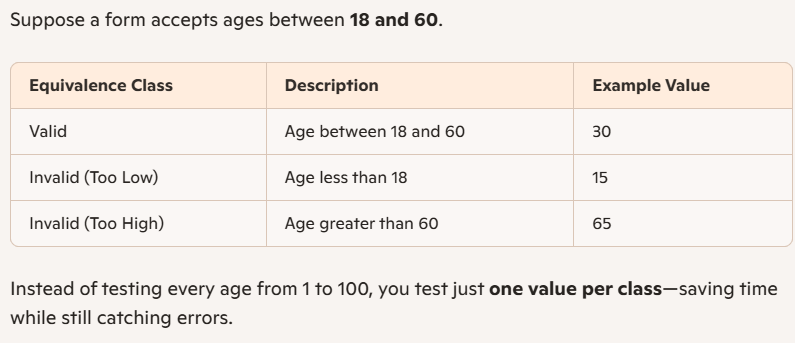 Suppose a form accepts ages between 18 and 60.
Equivalence Class Description Example Value
Valid Age between 18 and 60 30
Invalid (Too Low) Age less than 18 15
Invalid (Too High) Age greater than 60 65
Instead of testing every age from 1 to 100, you test just one value per class—saving time
while still catching errors.